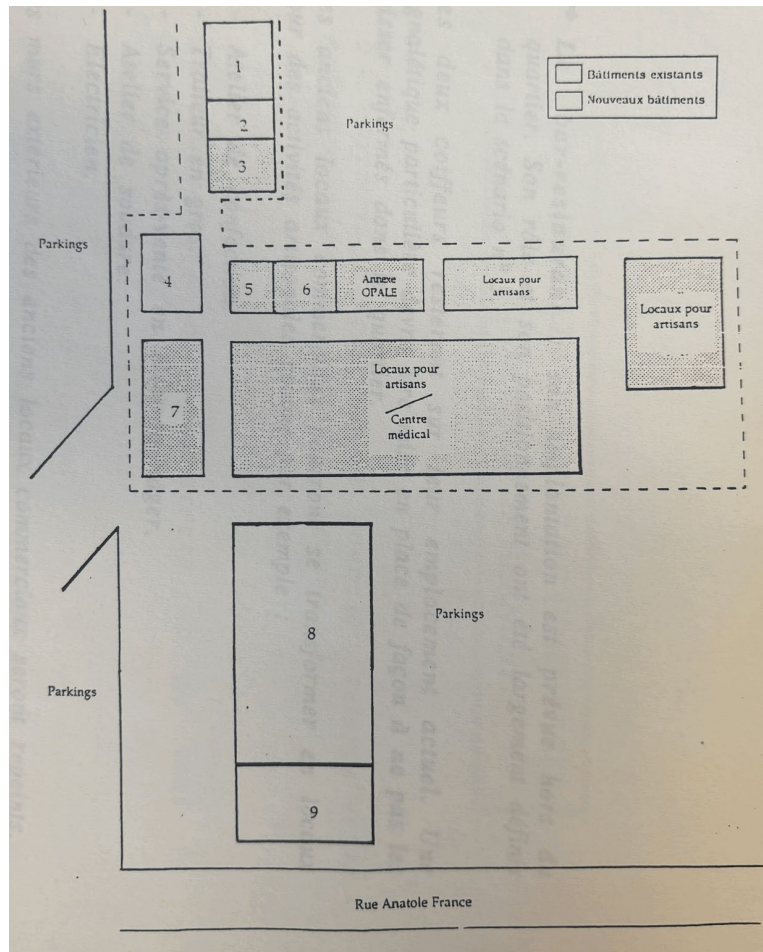 1
2
3
Parkings
Bâtiments existants
Nouveaux bâtiments
Parkings
4
5
6
Annexe
OPALE
Locaux pour
artisans
Locaux pour
artisans
7
Locaux pour
artisans
Centre
médical
8
Parkings
Parkings
9
Rue Anatole France